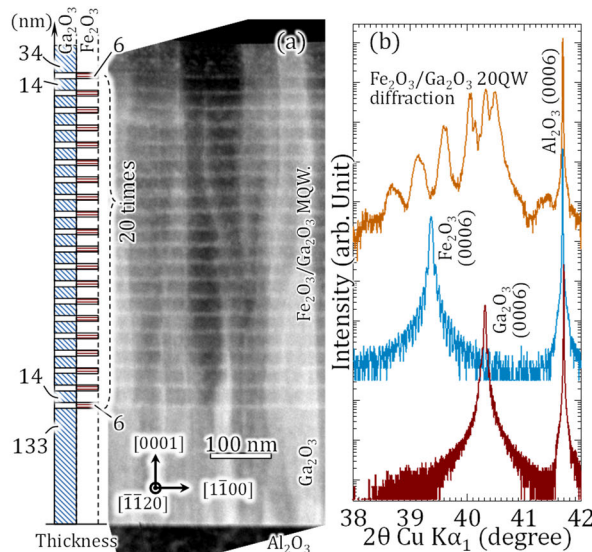 (nm)
Ga₂O₃
Fe₂O₃
34
6
14
20 times
14
6
133
Thickness
(a)
Fe₂O₃/Ga₂O₃ MQW.
[0001]
100 nm
[1̄100]
[1̄1̄20]
Ga₂O₃
Al₂O₃
(b)
Fe₂O₃/Ga₂O₃ 20QW
diffraction
Al₂O₃ (0006)
Fe₂O₃
(0006)
Ga₂O₃
(0006)
Intensity (arb. Unit)
38 39 40 41 42
2θ Cu Kα₁ (degree)